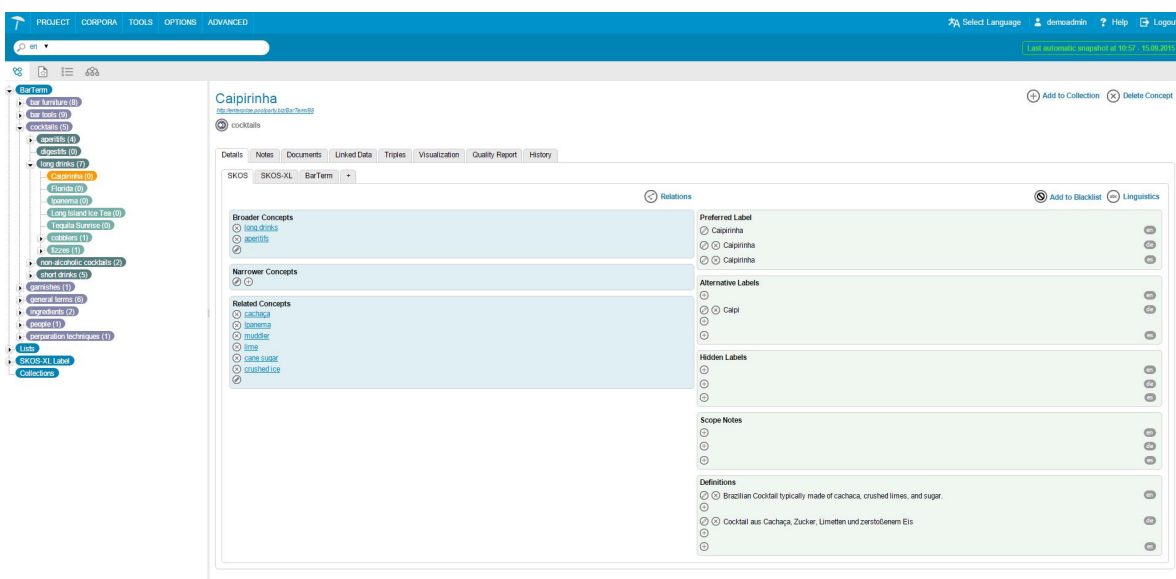 PROJECT CORPORA TOOLS OPTIONS ADVANCED
Select Language demoadmin ? Help Logout
en
Last automatic snapshot at 10:57 - 15.09.2015
BarTerm
bar furniture (8)
bar tools (9)
cocktails (5)
aperitifs (4)
digestifs (0)
long drinks (7)
Caipirinha (0)
Florida (0)
Ipanema (0)
Long Island Ice Tea (0)
Tequila Sunrise (0)
cobblers (1)
fizzes (1)
non-alcoholic cocktails (2)
short drinks (5)
garnishes (1)
general terms (6)
ingredients (2)
people (1)
perparation techniques (1)
Lists
SKOS-XL Label
Collections
Caipirinha
Add to Collection Delete Concept
http://enterprise.poolparty.biz/BarTerm/88
cocktails
Details Notes Documents Linked Data Triples Visualization Quality Report History
SKOS SKOS-XL BarTerm +
Relations
Add to Blacklist abc Linguistics
Broader Concepts
long drinks
aperitifs
Narrower Concepts
Related Concepts
cachaça
Ipanema
muddler
lime
cane sugar
crushed ice
Preferred Label
Caipirinha en
Caipirinha de
Caipirinha es
Alternative Labels
en
Caipi de
es
Hidden Labels
en
de
es
Scope Notes
en
de
es
Definitions
Brazilian Cocktail typically made of cachaca, crushed limes, and sugar. en
Cocktail aus Cachaça, Zucker, Limetten und zerstoßenem Eis de
es